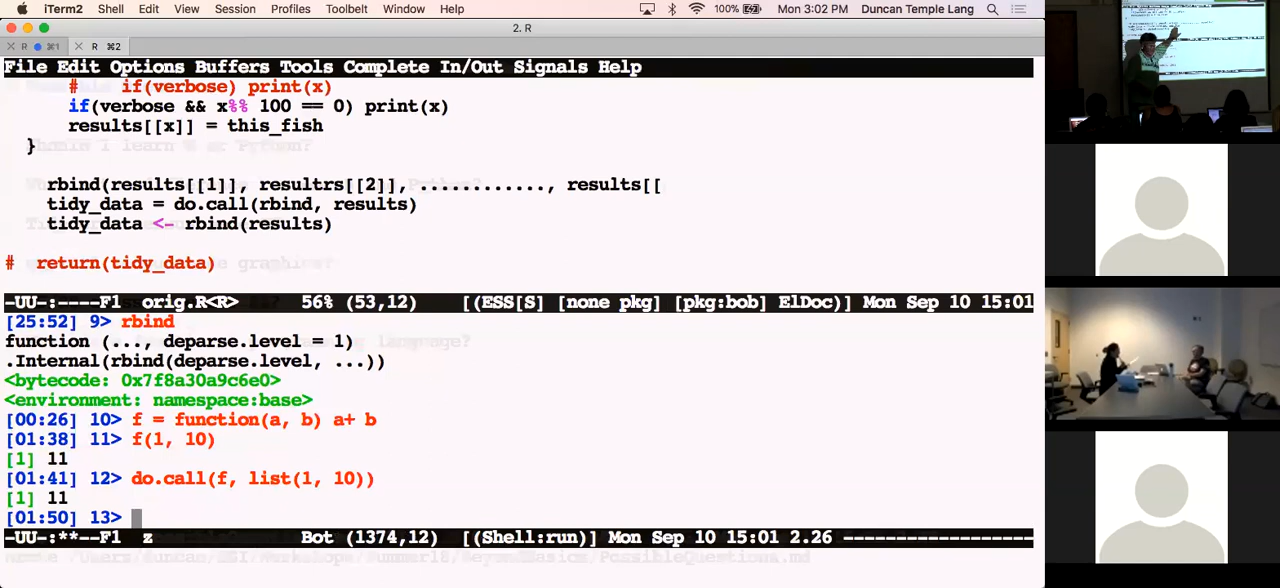 iTerm2 Shell Edit View Session Profiles Toolbelt Window Help 100% Mon 3:02 PM Duncan Temple Lang
2. R
R ⌘1 R ⌘2
File Edit Options Buffers Tools Complete In/Out Signals Help
# if(verbose) print(x)
if(verbose && x%% 100 == 0) print(x)
results[[x]] = this_fish
}
rbind(results[[1]], resultrs[[2]], ............, results[[
tidy_data = do.call(rbind, results)
tidy_data <- rbind(results)
# return(tidy_data)
-UU-:----F1 orig.R<R> 56% (53,12) [(ESS[S] [none pkg] [pkg:bob] ElDoc)] Mon Sep 10 15:01
[25:52] 9> rbind
function (..., deparse.level = 1)
.Internal(rbind(deparse.level, ...))
<bytecode: 0x7f8a30a9c6e0>
<environment: namespace:base>
[00:26] 10> f = function(a, b) a+ b
[01:38] 11> f(1, 10)
[1] 11
[01:41] 12> do.call(f, list(1, 10))
[1] 11
[01:50] 13>
-UU-:**--F1 z Bot (1374,12) [(Shell:run)] Mon Sep 10 15:01 2.26 ------------------